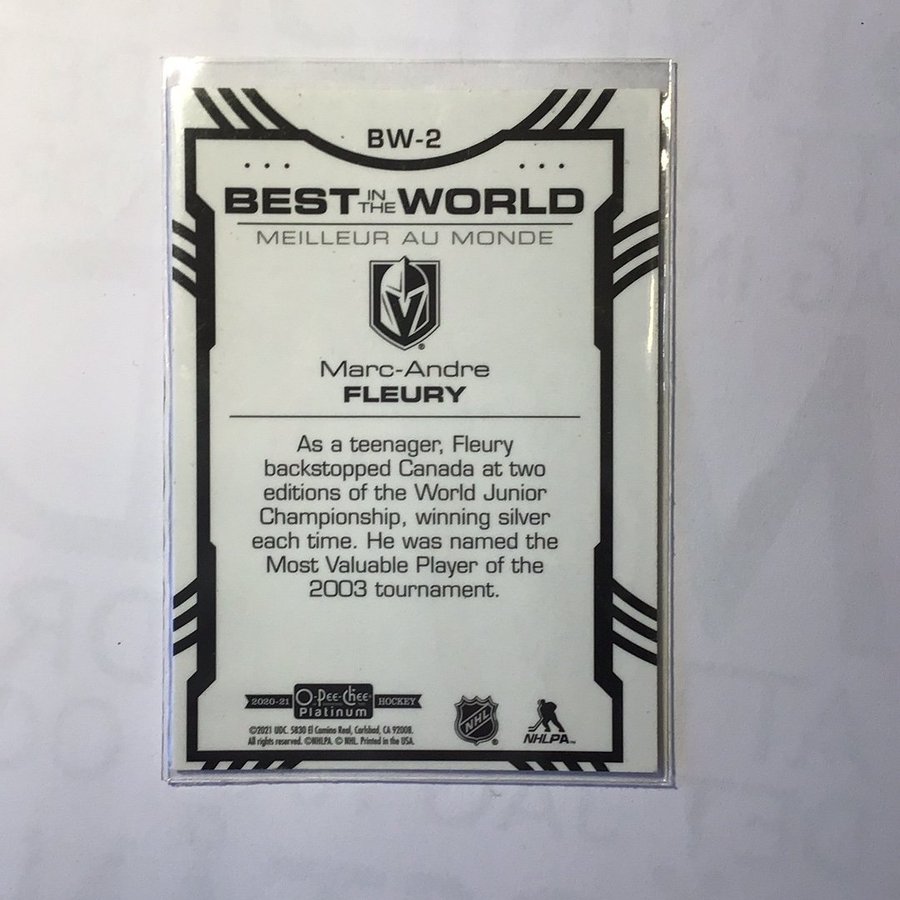 BW-2
BEST IN THE WORLD
MEILLEUR AU MONDE
Marc-Andre
FLEURY
As a teenager, Fleury
backstopped Canada at two
editions of the World Junior
Championship, winning silver
each time. He was named the
Most Valuable Player of the
2003 tournament.
2020-21 O-Pee-Chee Platinum HOCKEY
©2021 UDC. 5830 El Camino Real, Carlsbad, CA 92008.
All rights reserved. ©NHLPA. © NHL. Printed in the USA.
NHL ®
NHLPA™